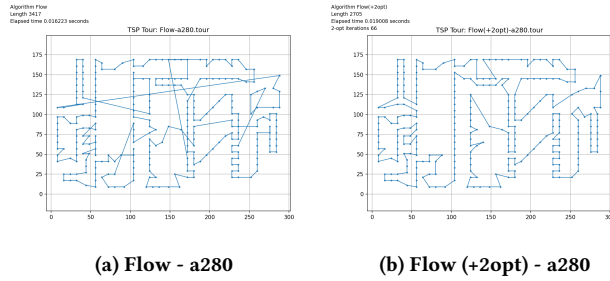 Algorithm Flow
Length 3417
Elapsed time 0.016223 seconds
TSP Tour: Flow-a280.tour
175
150
125
100
75
50
25
0
0 50 100 150 200 250 300
(a) Flow - a280
Algorithm Flow(+2opt)
Length 2705
Elapsed time 0.019008 seconds
2-opt iterations 66
TSP Tour: Flow(+2opt)-a280.tour
175
150
125
100
75
50
25
0
0 50 100 150 200 250 300
(b) Flow (+2opt) - a280